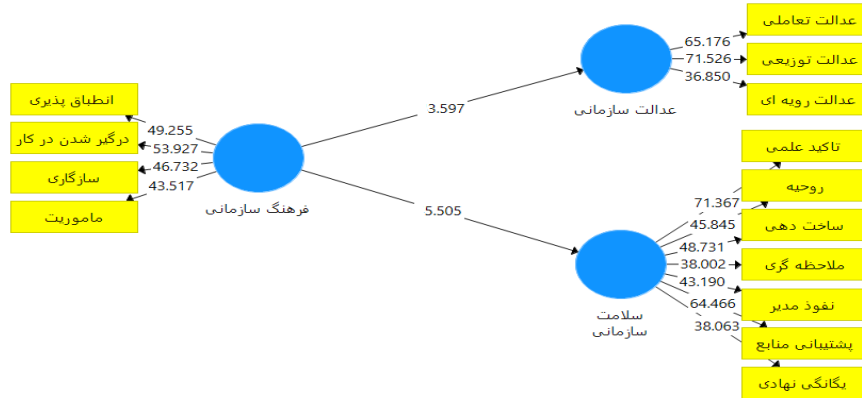 عدالت تعاملی
65.176
عدالت توزیعی
71.526
36.850
عدالت رویه ای
عدالت سازمانی
3.597
انطباق پذیری
49.255
درگیر شدن در کار
53.927
سازگاری
46.732
43.517
ماموریت
فرهنگ سازمانی
5.505
تاکید علمی
روحیه
71.367
45.845
ساخت دهی
48.731
38.002
ملاحظه گری
43.190
نفوذ مدیر
64.466
38.063
پشتیبانی منابع
یگانگی نهادی
سلامت
سازمانی